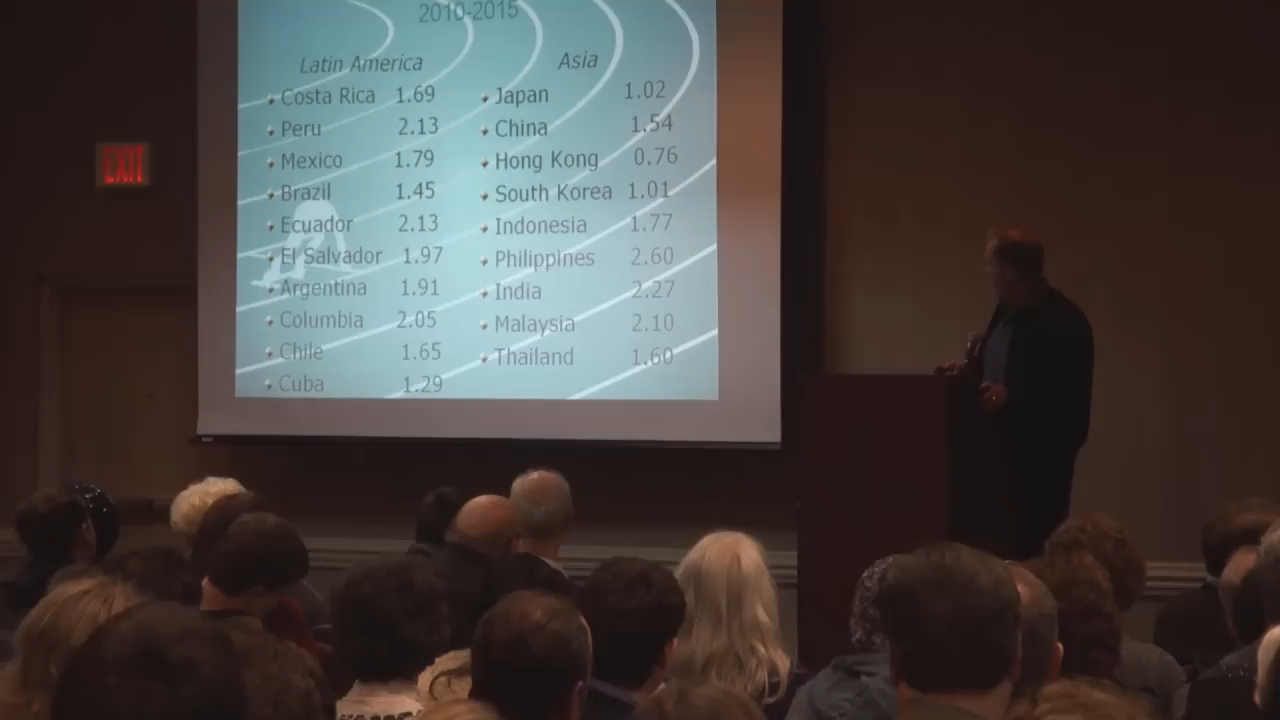 2010-2015
Latin America
Costa Rica 1.69
Peru 2.13
Mexico 1.79
Brazil 1.45
Ecuador 2.13
El Salvador 1.97
Argentina 1.91
Columbia 2.05
Chile 1.65
Cuba 1.29
Asia
Japan 1.02
China 1.54
Hong Kong 0.76
South Korea 1.01
Indonesia 1.77
Philippines 2.60
India 2.27
Malaysia 2.10
Thailand 1.60
EXIT